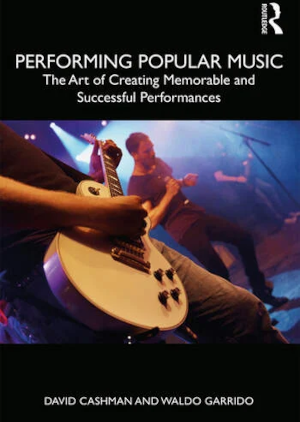 ROUTLEDGE
PERFORMING POPULAR MUSIC
The Art of Creating Memorable and
Successful Performances
DAVID CASHMAN AND WALDO GARRIDO